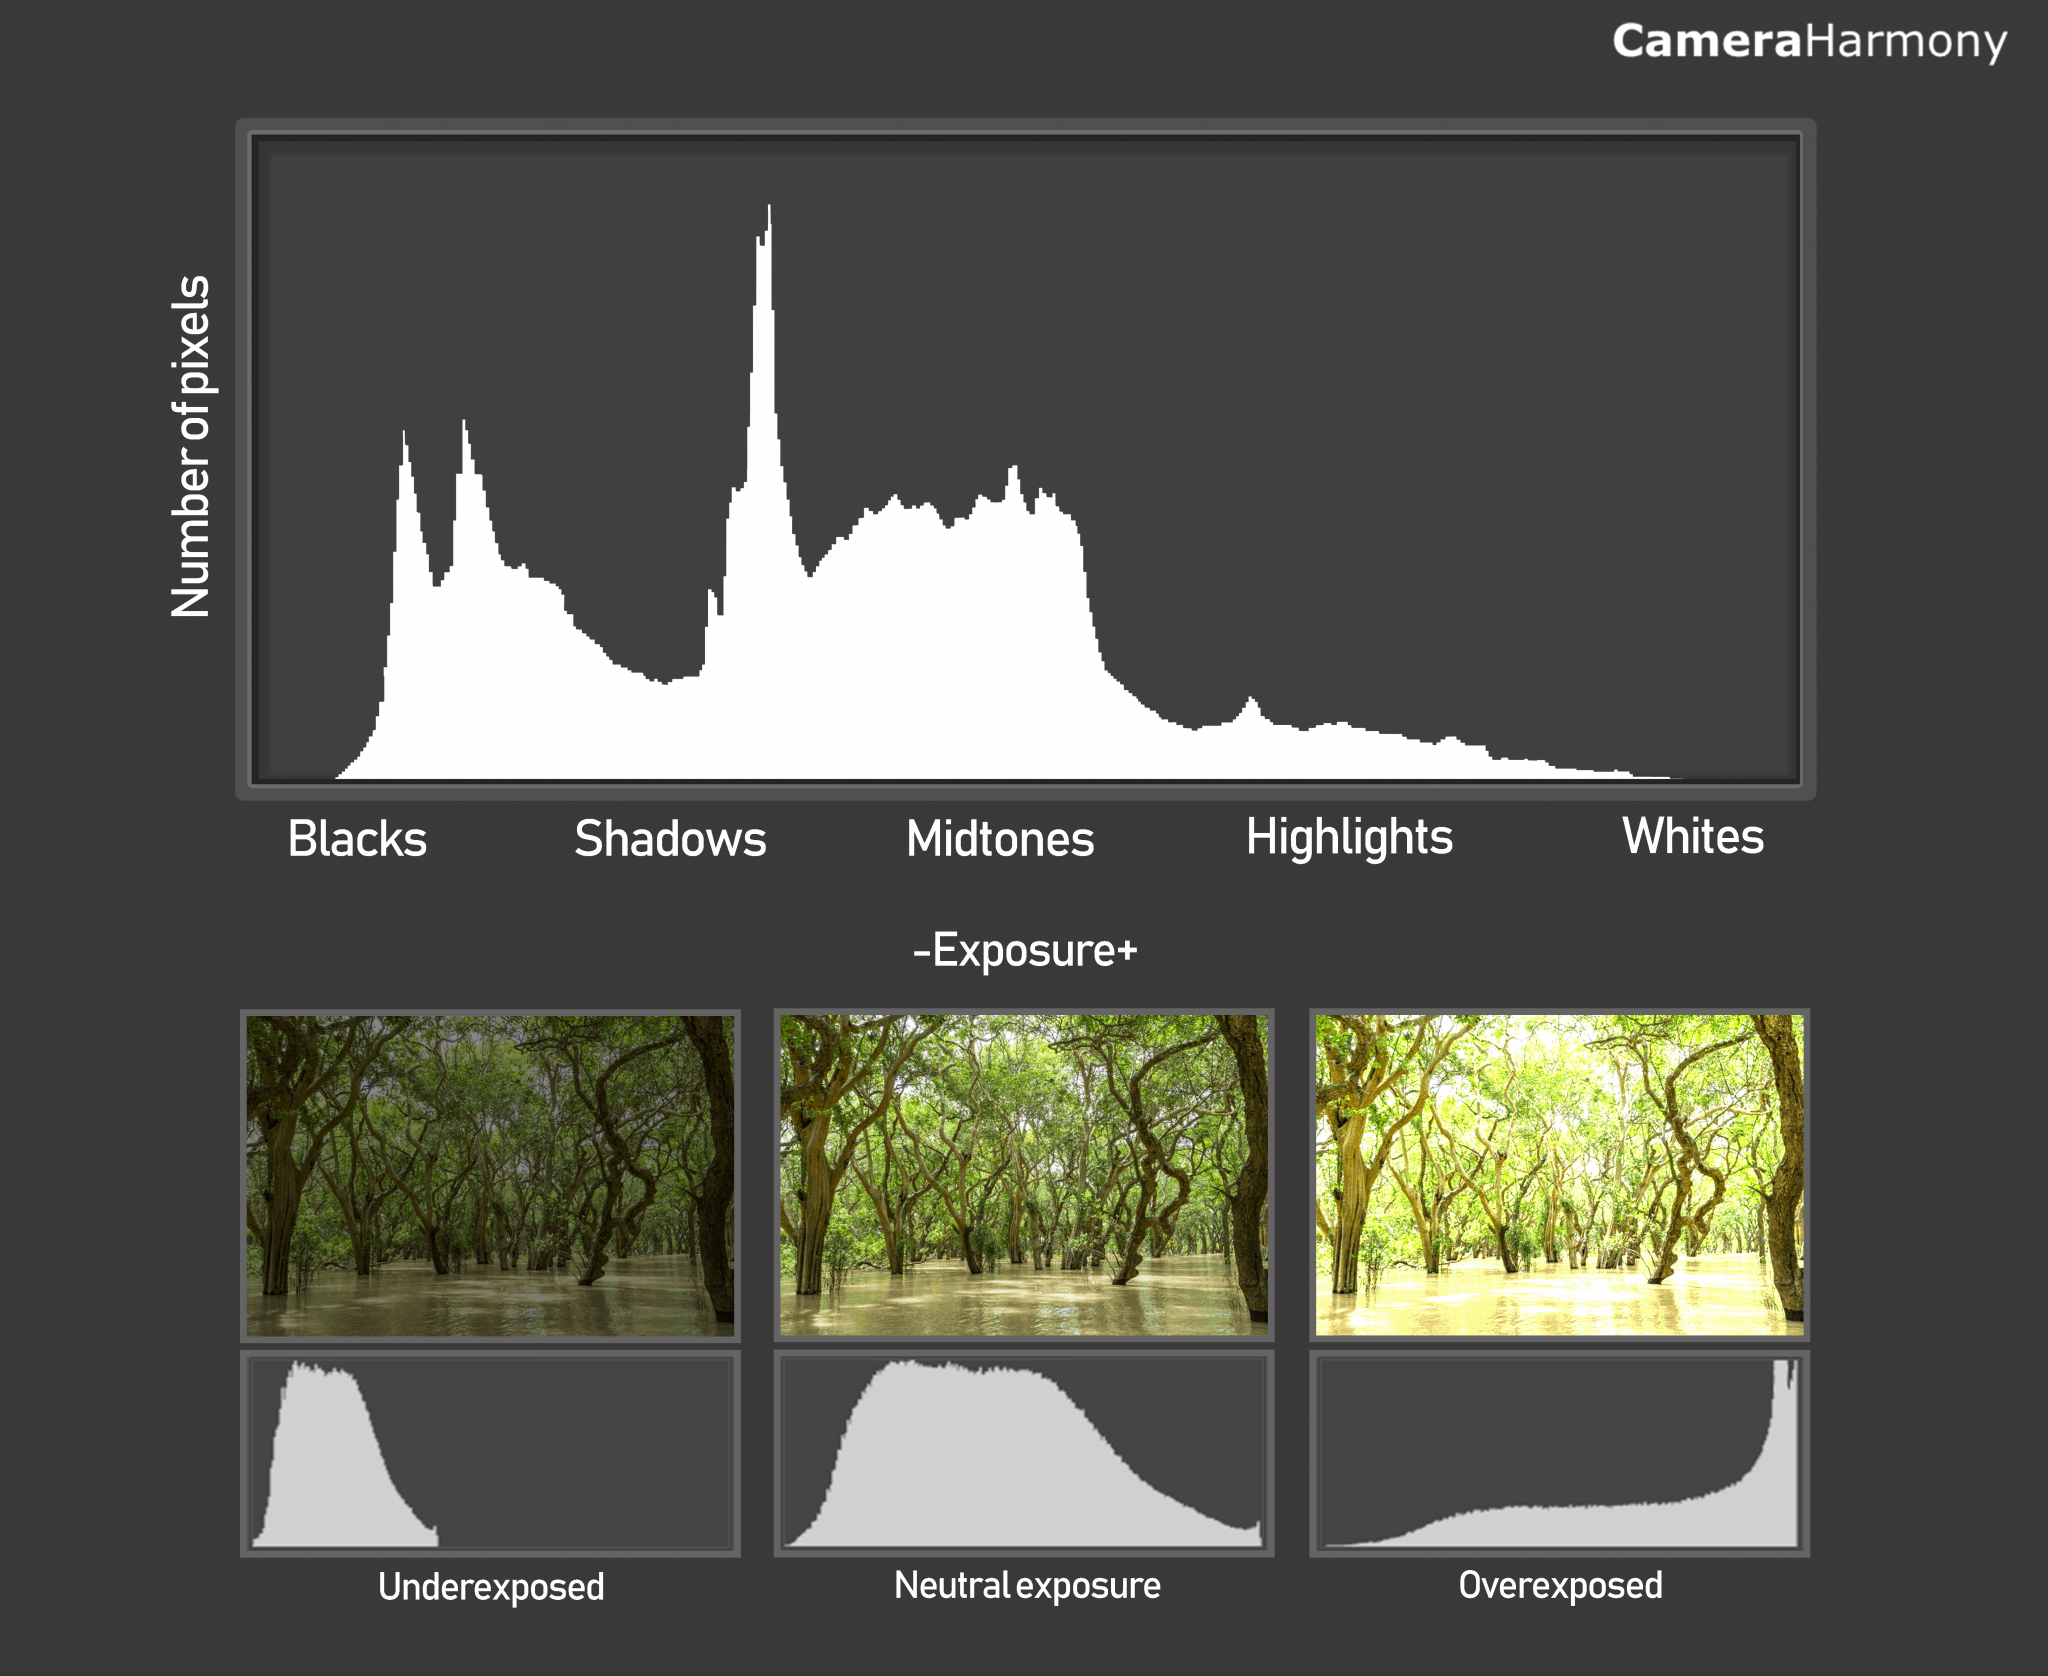 CameraHarmony
Number of pixels
Blacks Shadows Midtones Highlights Whites
-Exposure+
Underexposed Neutral exposure Overexposed